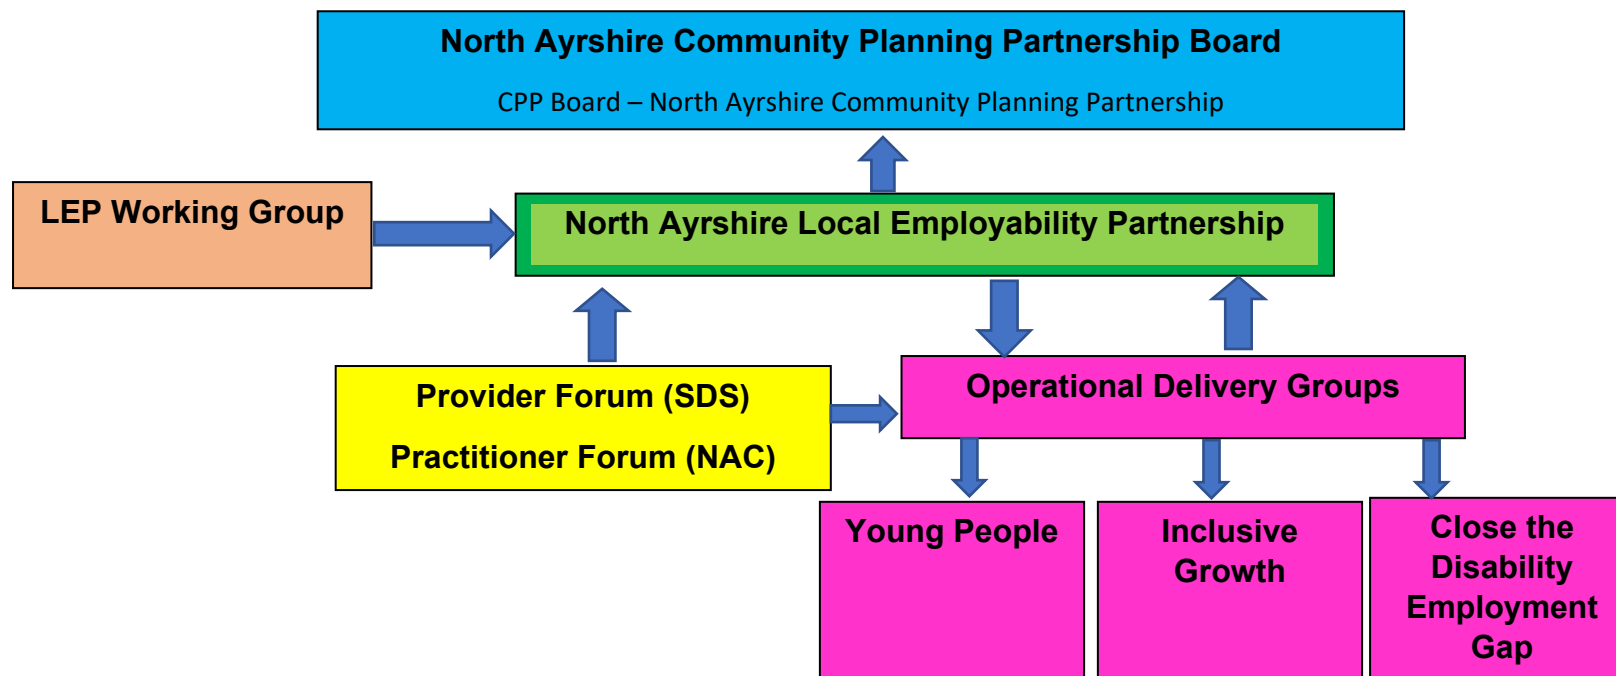 North Ayrshire Community Planning Partnership Board
CPP Board – North Ayrshire Community Planning Partnership
LEP Working Group
North Ayrshire Local Employability Partnership
Provider Forum (SDS)
Practitioner Forum (NAC)
Operational Delivery Groups
Young People
Inclusive
Growth
Close the
Disability
Employment
Gap